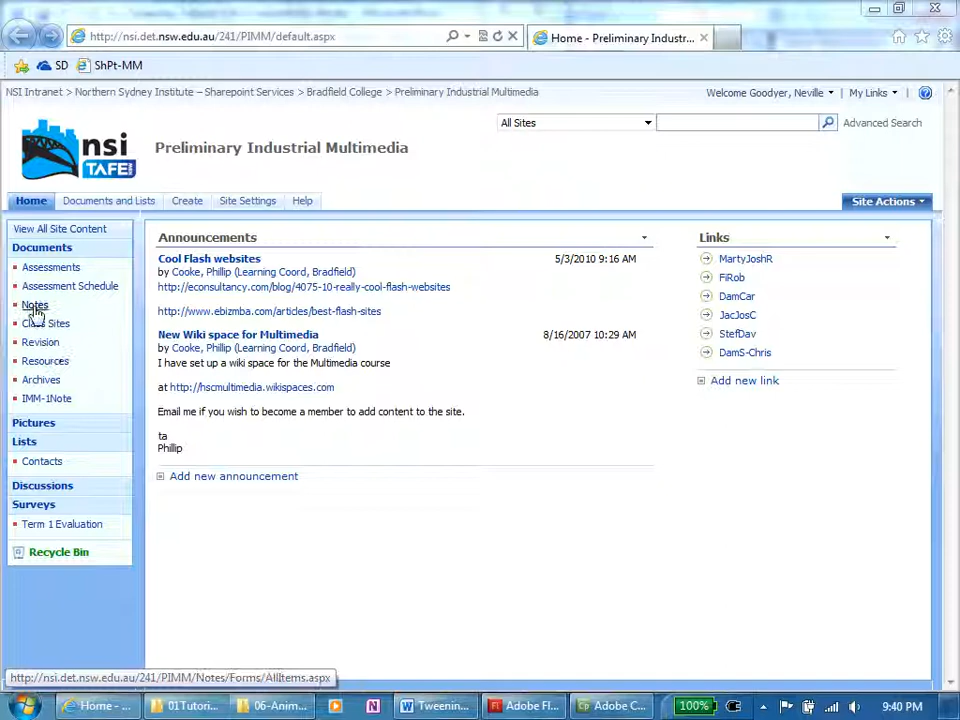 http://nsi.det.nsw.edu.au/241/PIMM/default.aspx
Home - Preliminary Industr...
SD
ShPt-MM
NSI Intranet > Northern Sydney Institute – Sharepoint Services > Bradfield College > Preliminary Industrial Multimedia
Welcome Goodyer, Neville
My Links
nsi
TAFE
Preliminary Industrial Multimedia
All Sites
Advanced Search
Home
Documents and Lists
Create
Site Settings
Help
Site Actions
View All Site Content
Documents
Assessments
Assessment Schedule
Notes
Class Sites
Revision
Resources
Archives
IMM-1Note
Pictures
Lists
Contacts
Discussions
Surveys
Term 1 Evaluation
Recycle Bin
Announcements
Cool Flash websites 5/3/2010 9:16 AM
by Cooke, Phillip (Learning Coord, Bradfield)
http://econsultancy.com/blog/4075-10-really-cool-flash-websites
http://www.ebizmba.com/articles/best-flash-sites
New Wiki space for Multimedia 8/16/2007 10:29 AM
by Cooke, Phillip (Learning Coord, Bradfield)
I have set up a wiki space for the Multimedia course
at http://hscmultimedia.wikispaces.com
Email me if you wish to become a member to add content to the site.
ta
Phillip
Add new announcement
Links
MartyJoshR
FiRob
DamCar
JacJosC
StefDav
DamS-Chris
Add new link
http://nsi.det.nsw.edu.au/241/PIMM/Notes/Forms/AllItems.aspx
Home - ...
01Tutori...
06-Anim...
Tweenin...
Adobe Fl...
Adobe C...
100%
9:40 PM